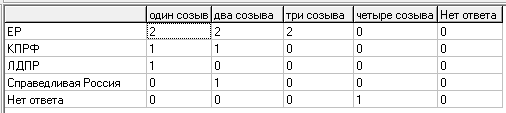 один созыв два созыва три созыва четыре созыва Нет ответа
ЕР 2 2 2 0 0
КПРФ 1 1 0 0 0
ЛДПР 1 0 0 0 0
Справедливая Россия 0 1 0 0 0
Нет ответа 0 0 0 1 0